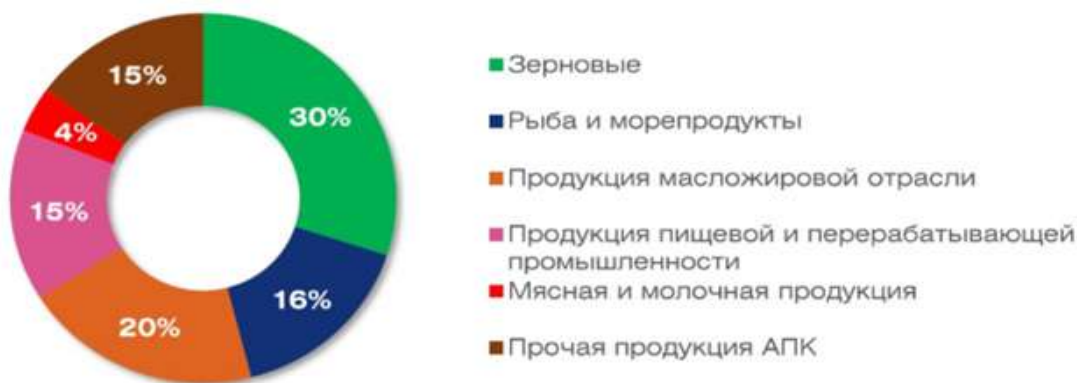 15%
30%
4%
15%
16%
20%
Зерновые
Рыба и морепродукты
Продукция масложировой отрасли
Продукция пищевой и перерабатывающей
промышленности
Мясная и молочная продукция
Прочая продукция АПК